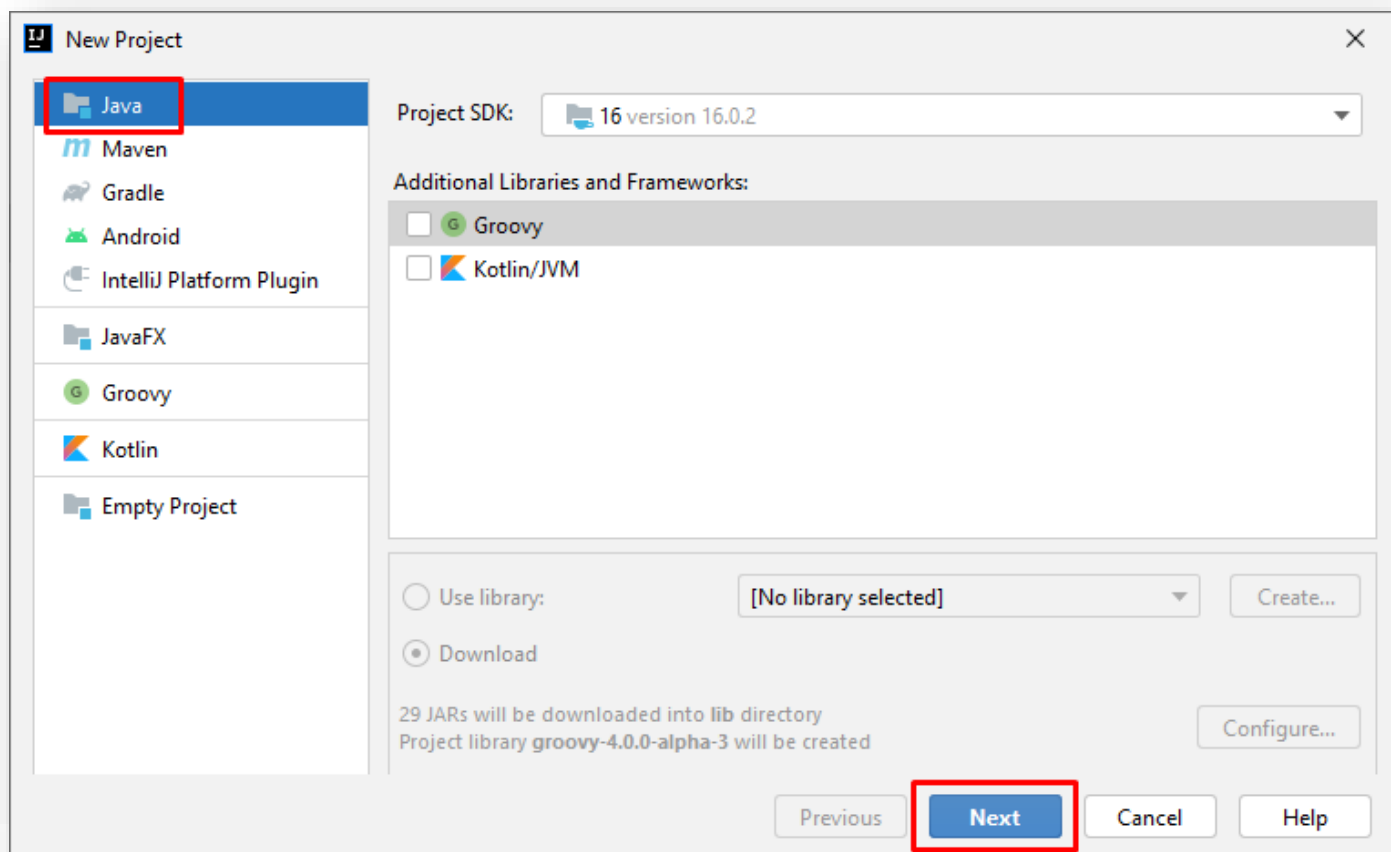 New Project
Java
Maven
Gradle
Android
IntelliJ Platform Plugin
JavaFX
Groovy
Kotlin
Empty Project
Project SDK: 16 version 16.0.2
Additional Libraries and Frameworks:
Groovy
Kotlin/JVM
Use library: [No library selected] Create...
Download
29 JARs will be downloaded into lib directory
Project library groovy-4.0.0-alpha-3 will be created
Configure...
Previous Next Cancel Help